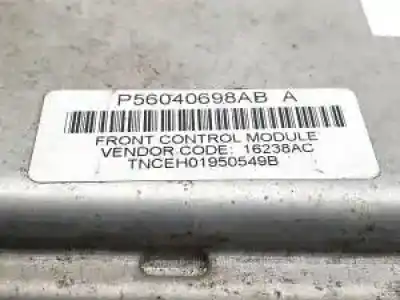 P56040698AB A
FRONT CONTROL MODULE
VENDOR CODE: 16238AC
TNCEH01950549B